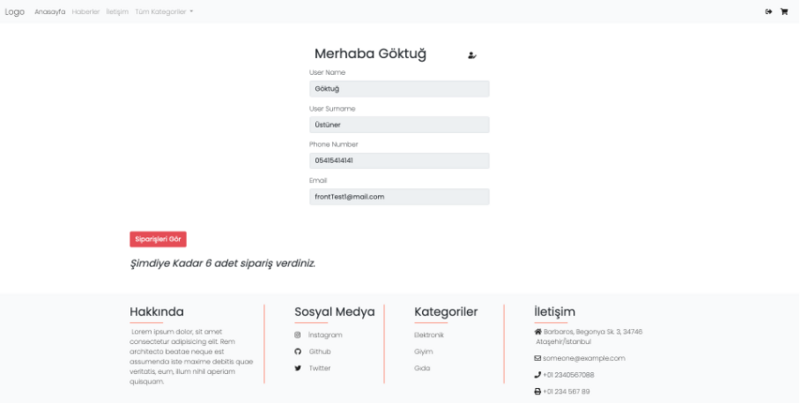 Logo Anasayfa Haberler İletişim Tüm Kategoriler
Merhaba Göktuğ
User Name
Göktuğ
User Surname
Üstüner
Phone Number
05415414141
Email
frontTest1@mail.com
Siparişleri Gör
Şimdiye Kadar 6 adet sipariş verdiniz.
Hakkında
Lorem ipsum dolor, sit amet
consectetur adipisicing elit. Rem
architecto beatae neque est
assumenda iste maxime debitis quae
veritatis, eum, illum nihil aperiam
quisquam.
Sosyal Medya
Instagram
Github
Twitter
Kategoriler
Elektronik
Giyim
Gıda
İletişim
Barbaros, Begonya Sk. 3, 34746
Ataşehir/İstanbul
someone@example.com
+01 2340567088
+01 234 567 89